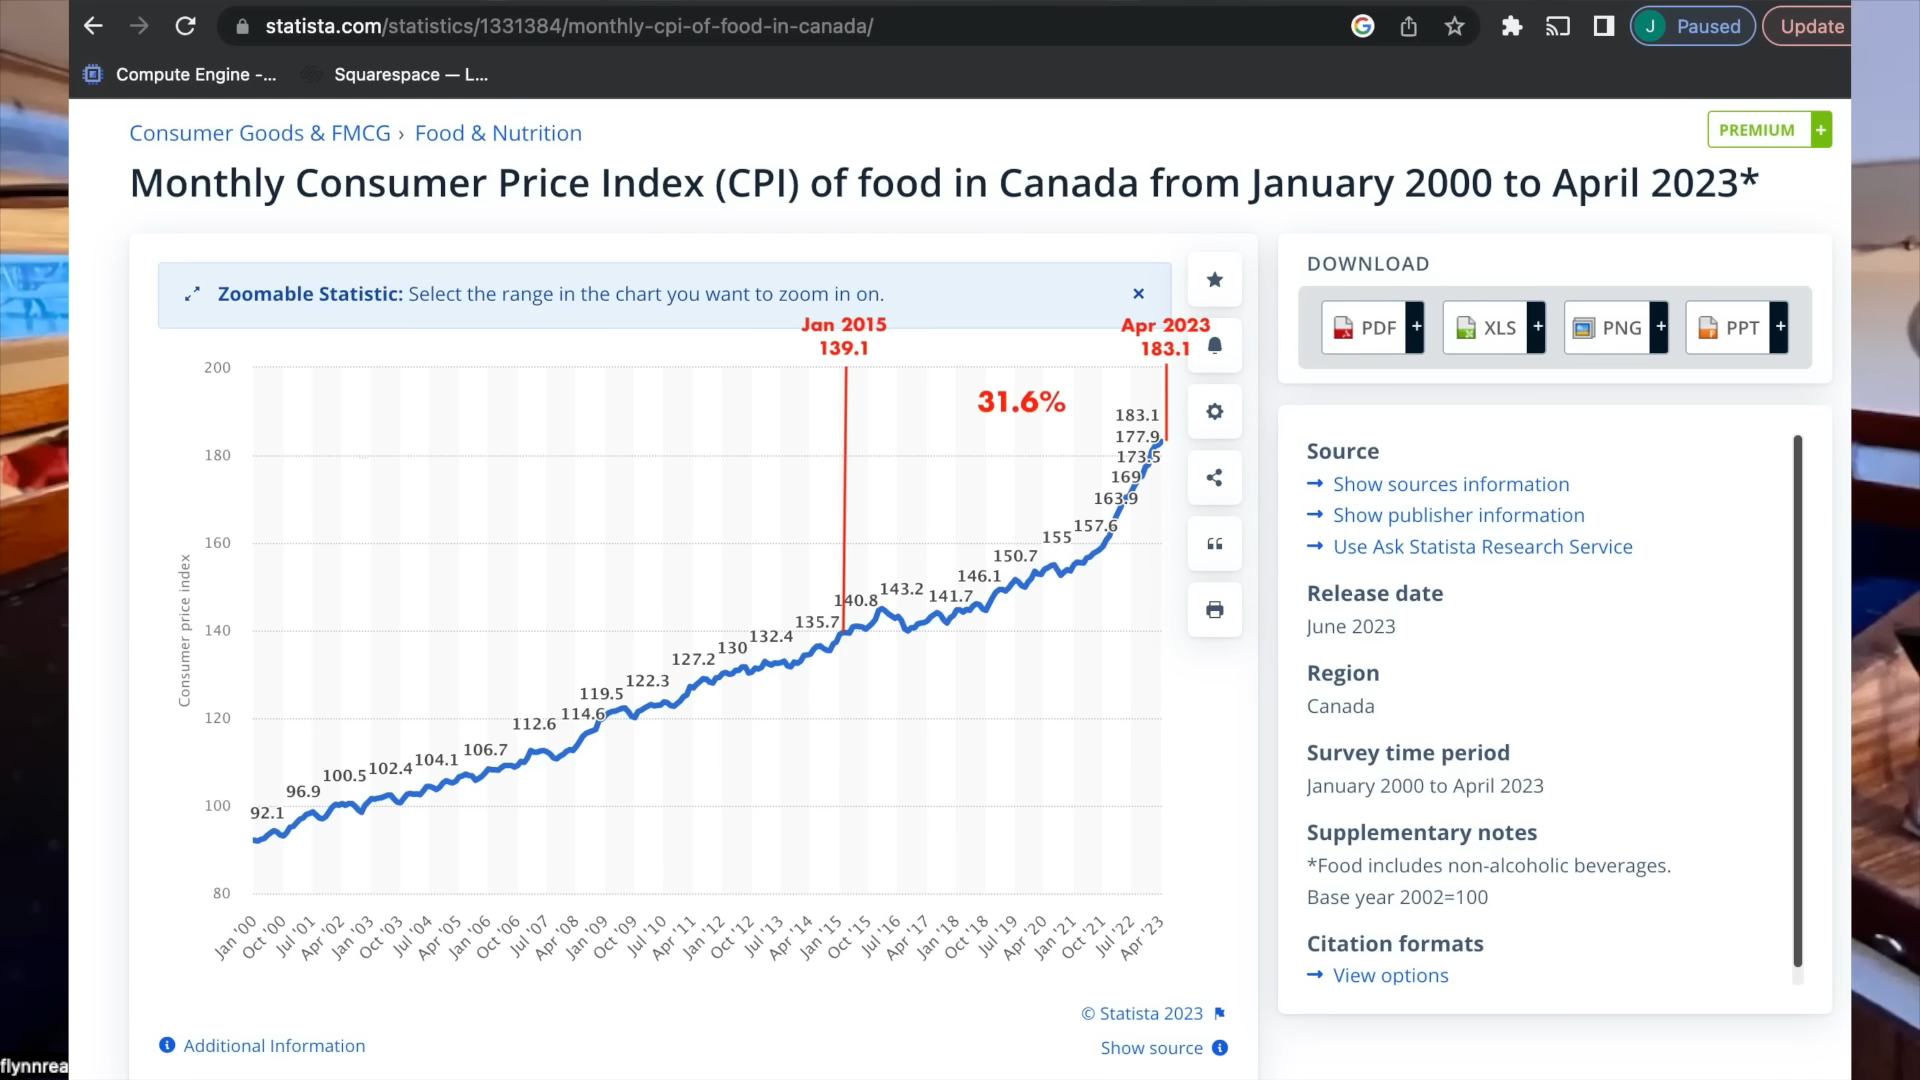 statista.com/statistics/1331384/monthly-cpi-of-food-in-canada/
J Paused
Update
Compute Engine -...
Squarespace — L...
Consumer Goods & FMCG › Food & Nutrition
PREMIUM +
Monthly Consumer Price Index (CPI) of food in Canada from January 2000 to April 2023*
Zoomable Statistic: Select the range in the chart you want to zoom in on.
Jan 2015
139.1
Apr 2023
183.1
31.6%
200
180
160
140
120
100
80
Consumer price index
92.1
96.9
100.5
102.4
104.1
106.7
112.6
114.6
119.5
122.3
127.2
130
132.4
135.7
140.8
143.2
141.7
146.1
150.7
155
157.6
163.9
169
173.5
177.9
183.1
Jan '00
Oct '00
Jul '01
Apr '02
Jan '03
Oct '03
Jul '04
Apr '05
Jan '06
Oct '06
Jul '07
Apr '08
Jan '09
Oct '09
Jul '10
Apr '11
Jan '12
Oct '12
Jul '13
Apr '14
Jan '15
Oct '15
Jul '16
Apr '17
Jan '18
Oct '18
Jul '19
Apr '20
Jan '21
Oct '21
Jul '22
Apr '23
© Statista 2023
Additional Information
Show source
DOWNLOAD
PDF +
XLS +
PNG +
PPT +
Source
→ Show sources information
→ Show publisher information
→ Use Ask Statista Research Service
Release date
June 2023
Region
Canada
Survey time period
January 2000 to April 2023
Supplementary notes
*Food includes non-alcoholic beverages.
Base year 2002=100
Citation formats
→ View options
flynnrea